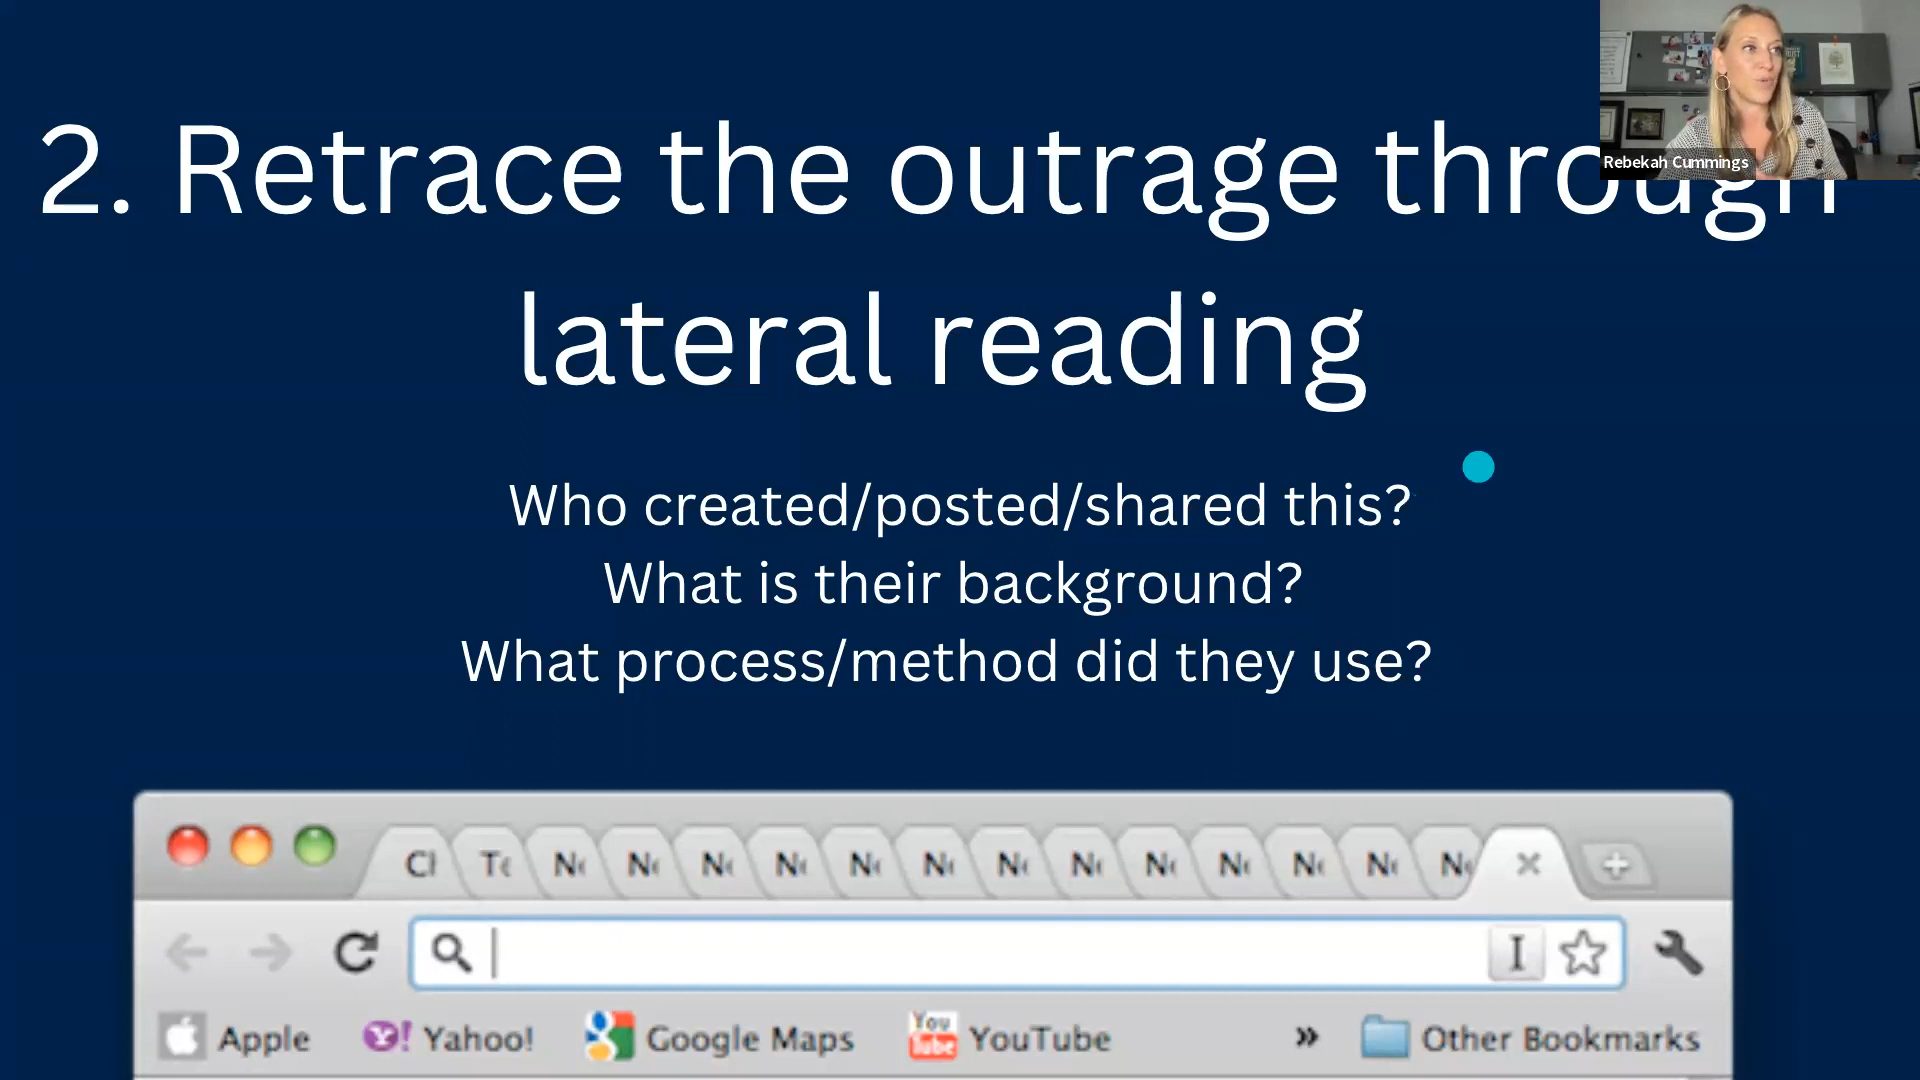 2. Retrace the outrage through
lateral reading
Rebekah Cummings
Who created/posted/shared this?
What is their background?
What process/method did they use?
Apple Yahoo! Google Maps YouTube » Other Bookmarks